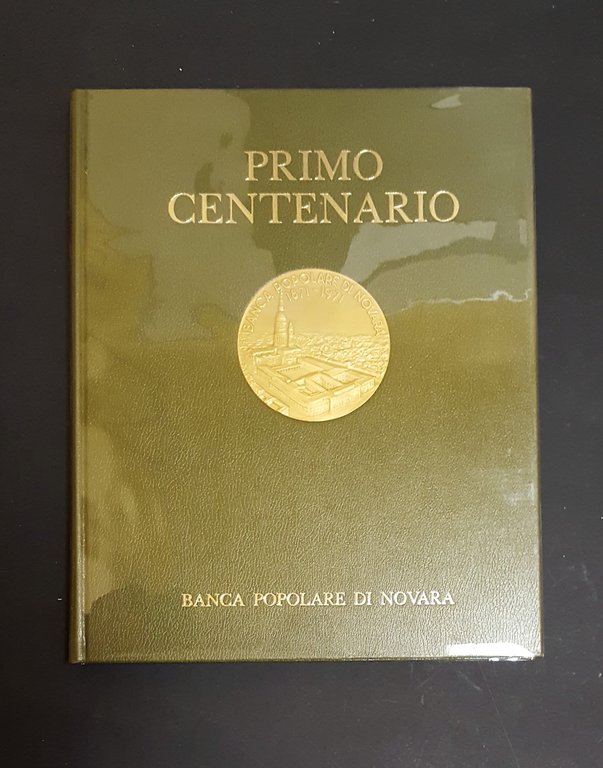 PRIMO
CENTENARIO
BANCA POPOLARE DI NOVARA
1871-1971
BANCA POPOLARE DI NOVARA